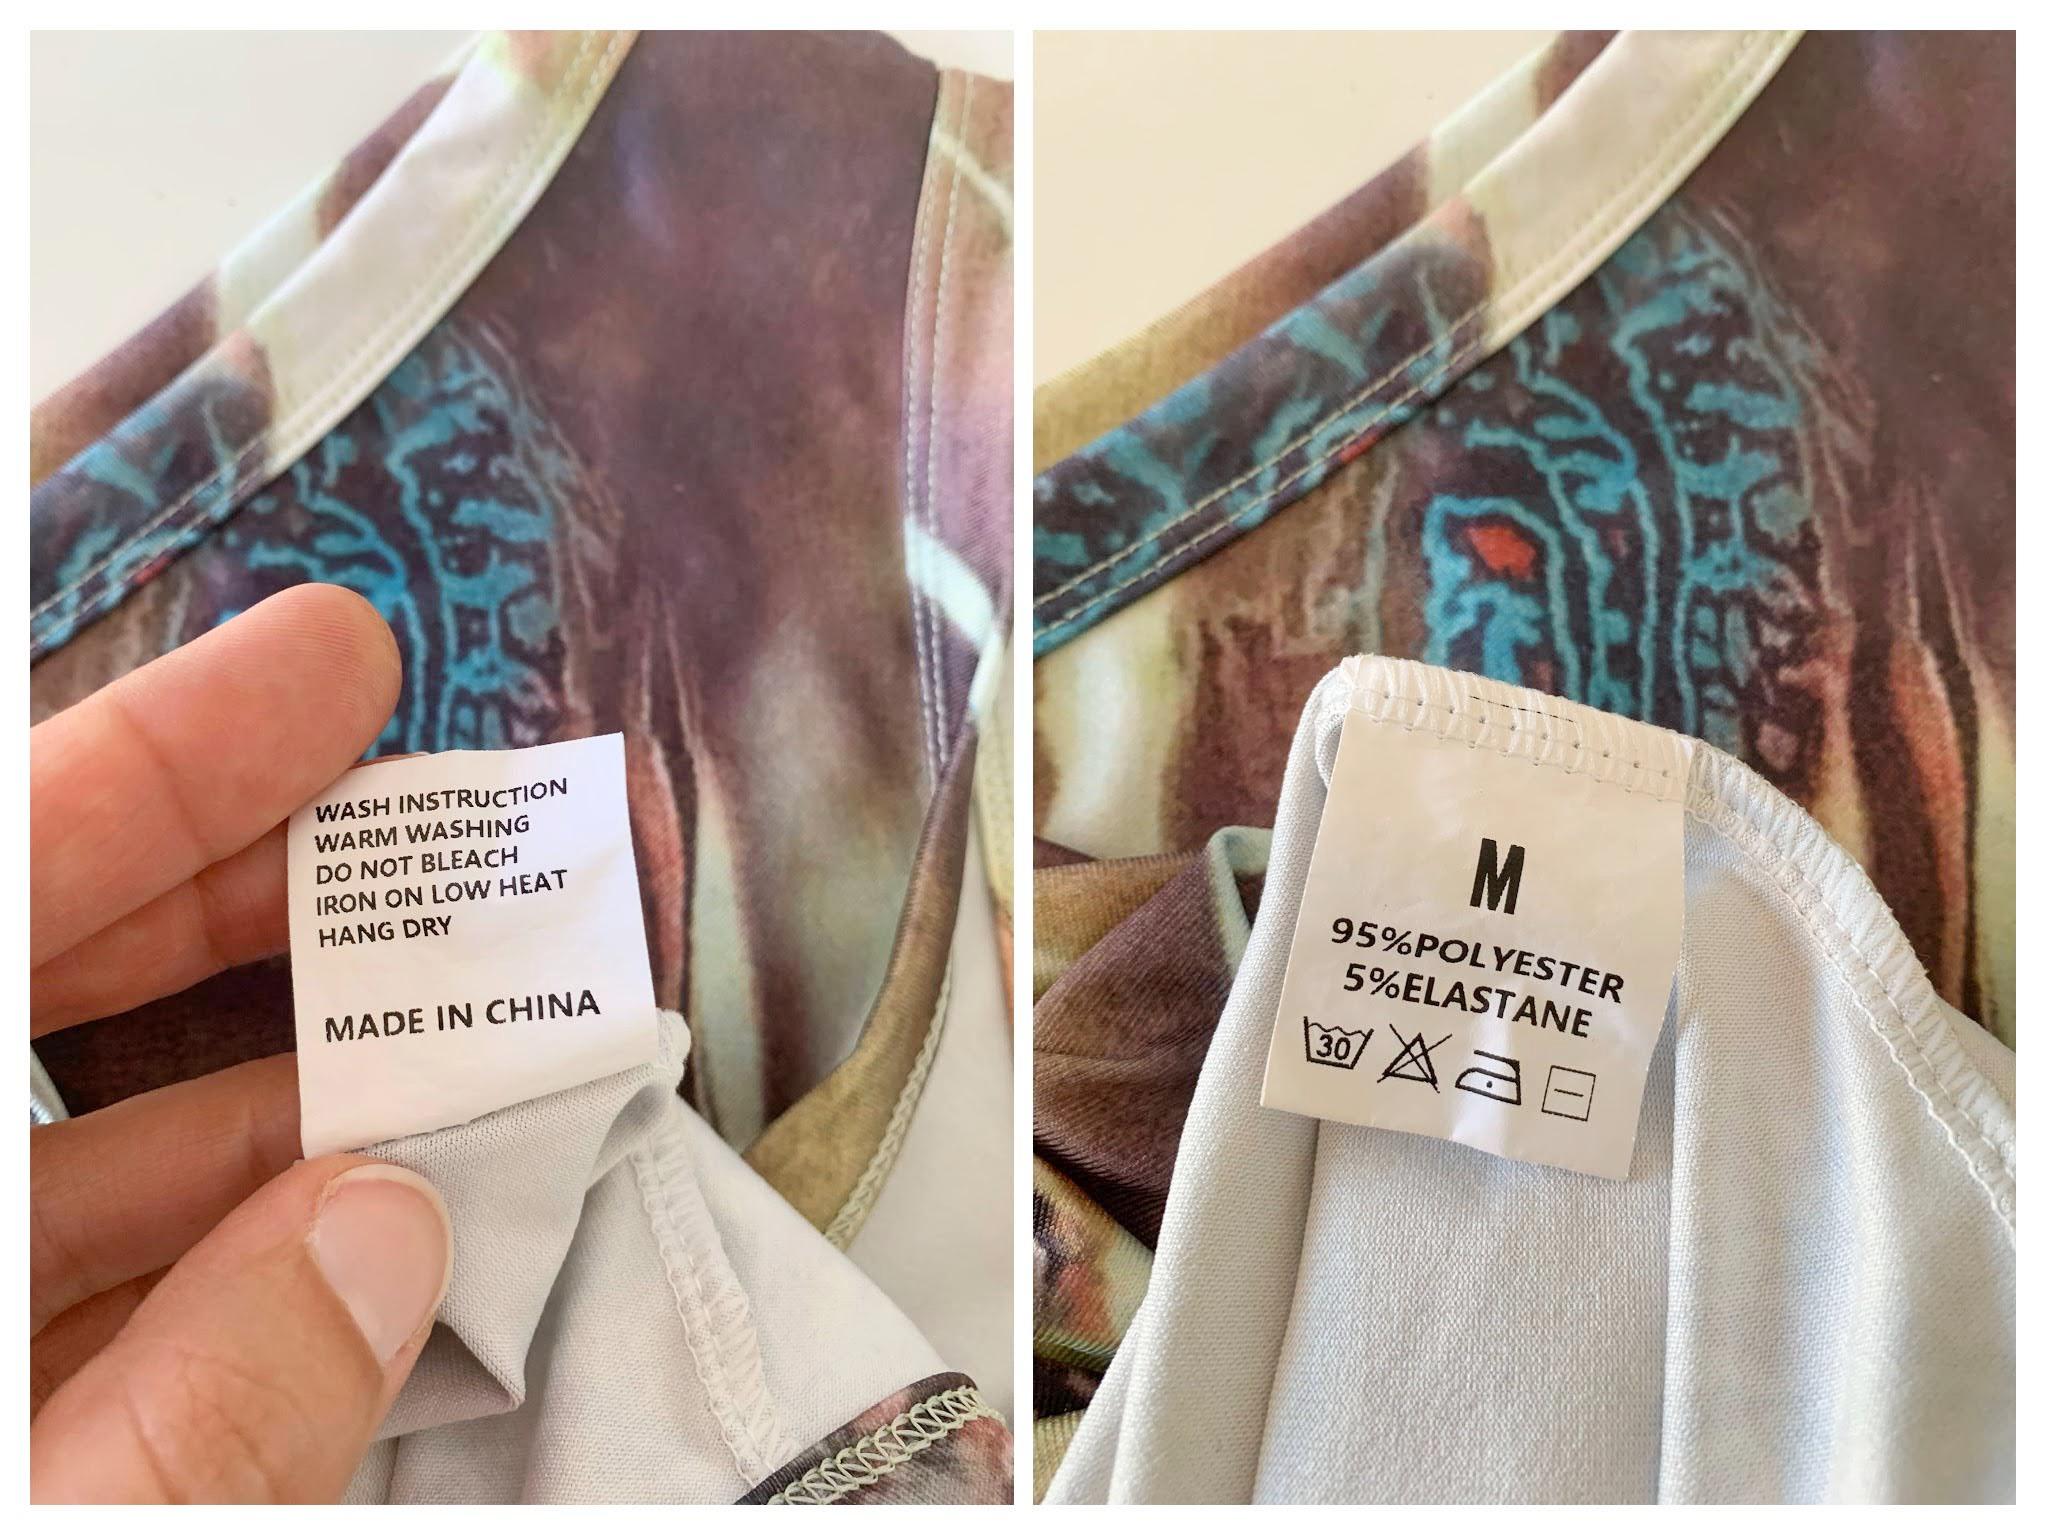 WASH INSTRUCTION
WARM WASHING
DO NOT BLEACH
IRON ON LOW HEAT
HANG DRY
MADE IN CHINA
M
95%POLYESTER
5%ELASTANE
30